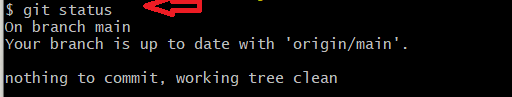 $ git status
On branch main
Your branch is up to date with 'origin/main'.
nothing to commit, working tree clean